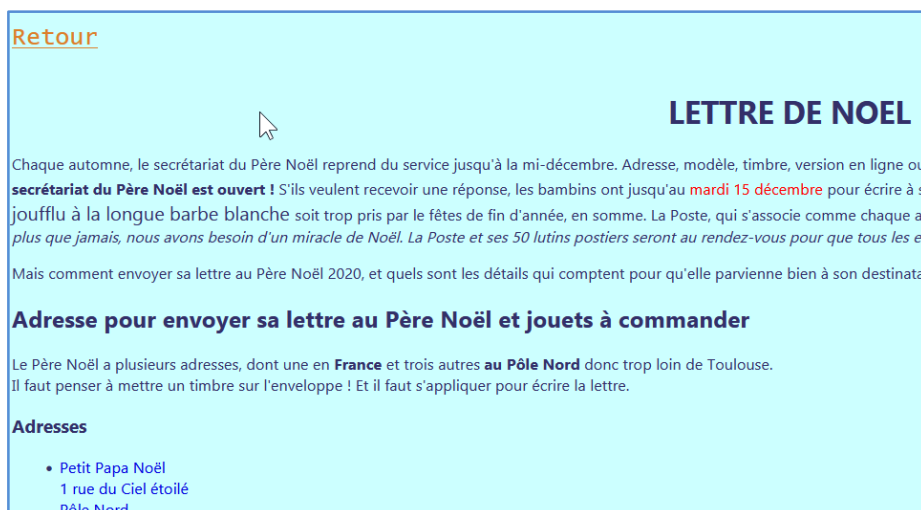 Retour
LETTRE DE NOEL
Chaque automne, le secrétariat du Père Noël reprend du service jusqu'à la mi-décembre. Adresse, modèle, timbre, version en ligne ou
secrétariat du Père Noël est ouvert ! S'ils veulent recevoir une réponse, les bambins ont jusqu'au mardi 15 décembre pour écrire à
joufflu à la longue barbe blanche soit trop pris par le fêtes de fin d'année, en somme. La Poste, qui s'associe comme chaque
plus que jamais, nous avons besoin d'un miracle de Noël. La Poste et ses 50 lutins postiers seront au rendez-vous pour que tous les
Mais comment envoyer sa lettre au Père Noël 2020, et quels sont les détails qui comptent pour qu'elle parvienne bien à son
Adresse pour envoyer sa lettre au Père Noël et jouets à commander
Le Père Noël a plusieurs adresses, dont une en France et trois autres au Pôle Nord donc trop loin de Toulouse.
Il faut penser à mettre un timbre sur l'enveloppe ! Et il faut s'appliquer pour écrire la lettre.
Adresses
• Petit Papa Noël
1 rue du Ciel étoilé
Pôle Nord